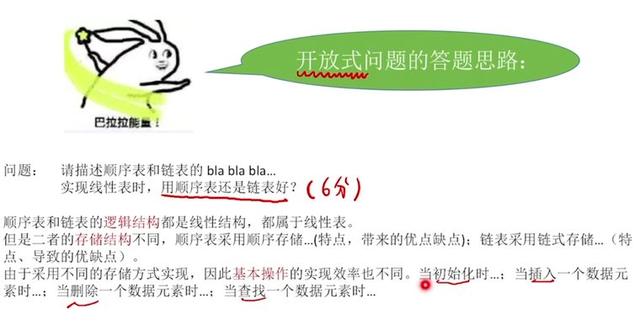 开放式问题的答题思路：
巴拉拉能量！
问题： 请描述顺序表和链表的 bla bla bla...
实现线性表时，用顺序表还是链表好？ (6分)
顺序表和链表的逻辑结构都是线性结构，都属于线性表。
但是二者的存储结构不同，顺序表采用顺序存储...(特点，带来的优点缺点)；链表采用链式存储...（特
点、导致的优缺点）。
由于采用不同的存储方式实现，因此基本操作的实现效率也不同。当初始化时...；当插入一个数据元
素时...；当删除一个数据元素时...；当查找一个数据元素时...